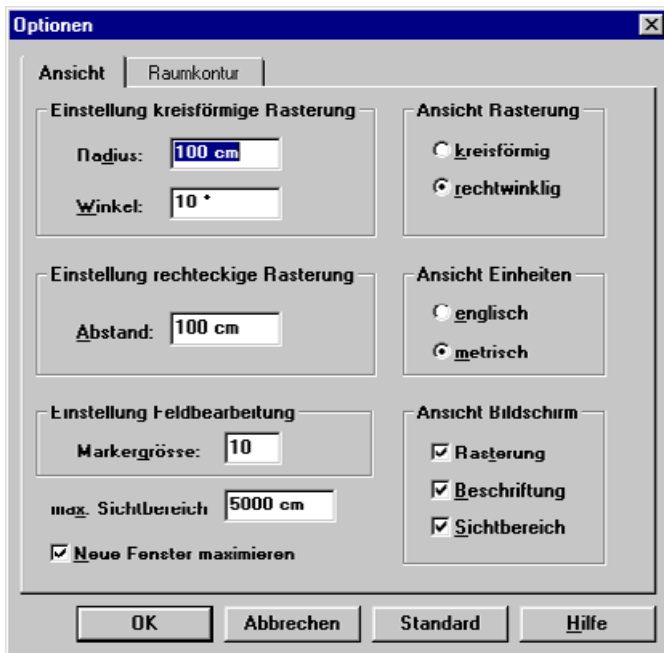 Optionen
Ansicht
Raumkontur
Einstellung kreisförmige Rasterung
Radius: 100 cm
Winkel: 10 °
Einstellung rechteckige Rasterung
Abstand: 100 cm
Einstellung Feldbearbeitung
Markergrösse: 10
max. Sichtbereich 5000 cm
Neue Fenster maximieren
Ansicht Rasterung
kreisförmig
rechtwinklig
Ansicht Einheiten
englisch
metrisch
Ansicht Bildschirm
Rasterung
Beschriftung
Sichtbereich
OK Abbrechen Standard Hilfe